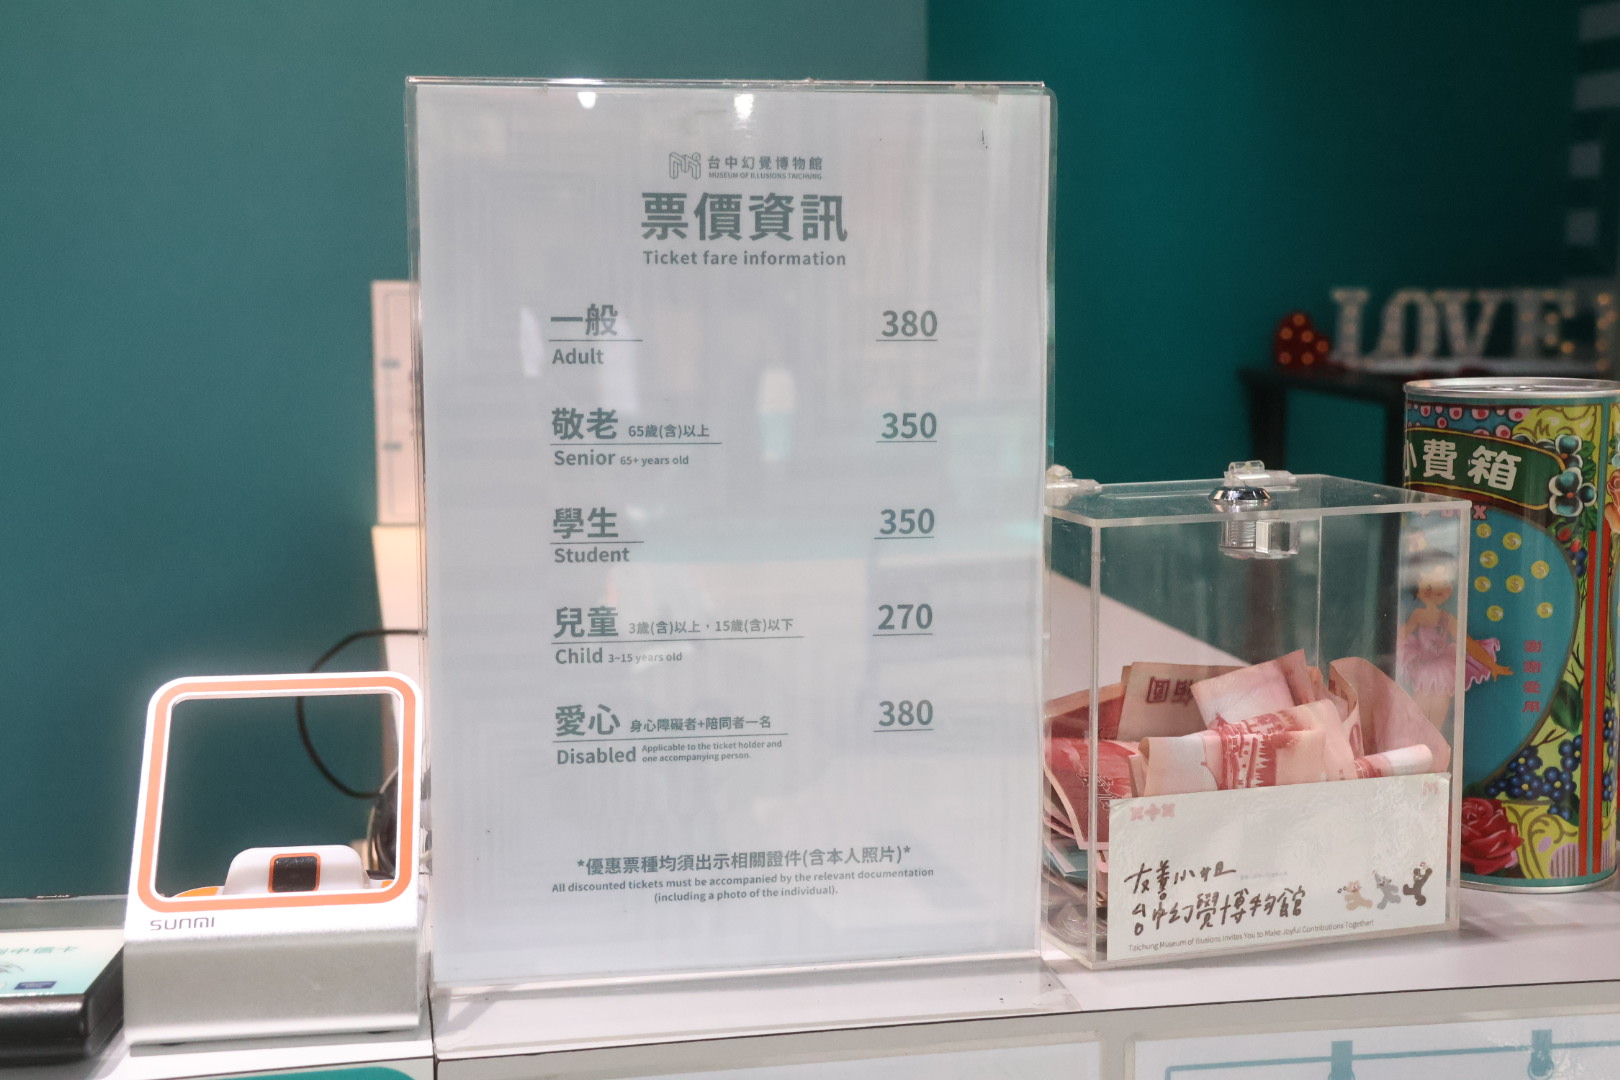 台中幻覺博物館
MUSEUM OF ILLUSIONS TAICHUNG
票價資訊
Ticket fare information
一般 380
Adult
敬老 65歲(含)以上 350
Senior 65+ years old
學生 350
Student
兒童 3歲(含)以上・15歲(含)以下 270
Child 3-15 years old
愛心 身心障礙者+陪同者一名 380
Disabled Applicable to the ticket holder and
one accompanying person.
*優惠票種均須出示相關證件(含本人照片)*
All discounted tickets must be accompanied by the relevant documentation
(including a photo of the individual).
SUNMI
LOVE
小費箱
謝謝愛用
台中幻覺博物館
Taichung Museum of Illusions Invites You to Make Joyful Contributions Together!